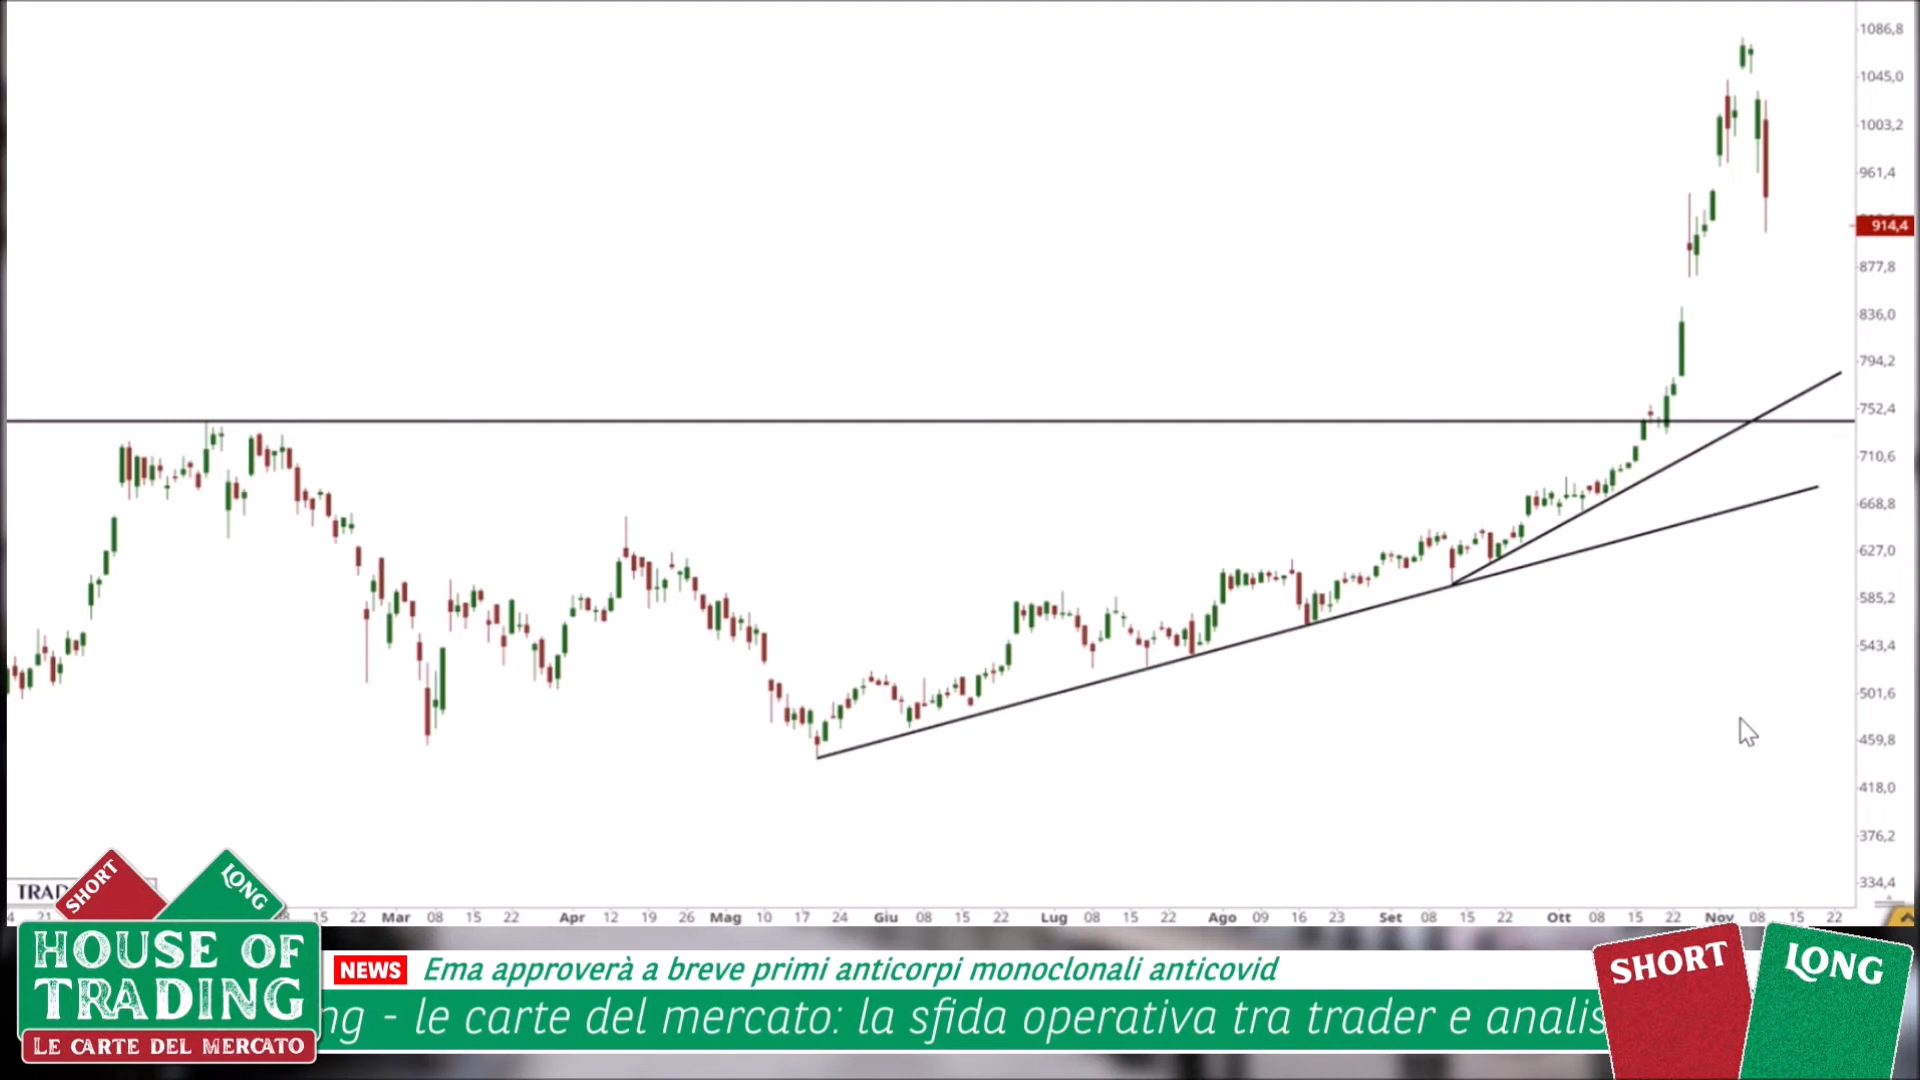 1086,8
1045,0
1003,2
961,4
914,4
877,8
836,0
794,2
752,4
710,6
668,8
627,0
585,2
543,4
501,6
459,8
418,0
376,2
334,4
TRAD
4 21 15 22 Mar 08 15 22 Apr 12 19 26 Mag 10 17 24 Giu 08 15 22 Lug 08 15 22 Ago 09 16 23 Set 08 15 22 Ott 08 15 22 Nov 08 15 22
SHORT
LONG
HOUSE OF
TRADING
LE CARTE DEL MERCATO
NEWS Ema approverà a breve primi anticorpi monoclonali anticovid
ng - le carte del mercato: la sfida operativa tra trader e analis
SHORT
LONG